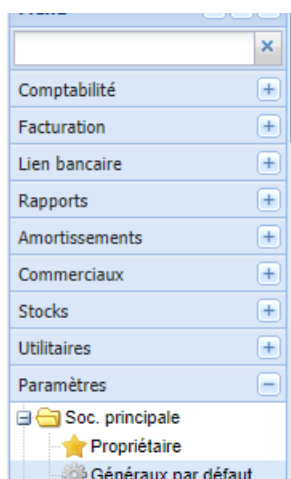 Comptabilité
Facturation
Lien bancaire
Rapports
Amortissements
Commerciaux
Stocks
Utilitaires
Paramètres
Soc. principale
Propriétaire
Généraux par défaut